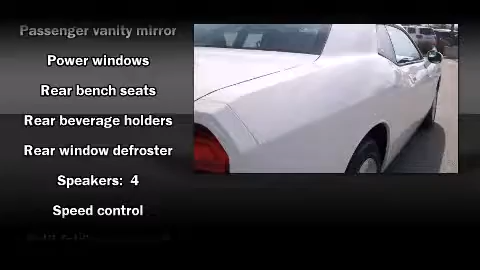 Passenger vanity mirror
Power windows
Rear bench seats
Rear beverage holders
Rear window defroster
Speakers: 4
Speed control